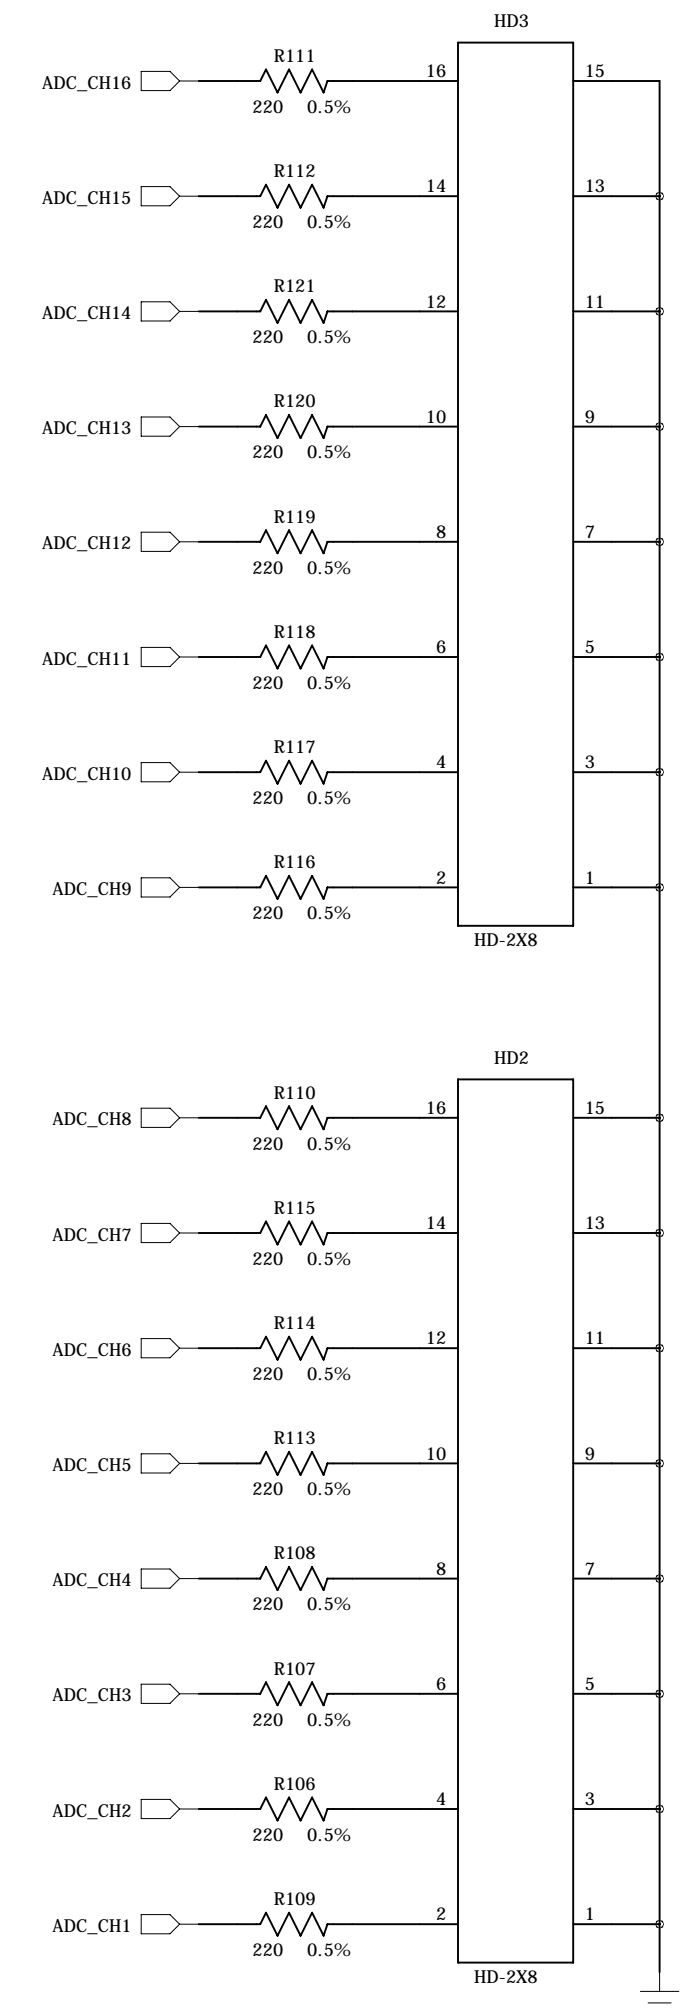 HD3
R111
ADC_CH16 16 15
220 0.5%
R112
ADC_CH15 14 13
220 0.5%
R121
ADC_CH14 12 11
220 0.5%
R120
ADC_CH13 10 9
220 0.5%
R119
ADC_CH12 8 7
220 0.5%
R118
ADC_CH11 6 5
220 0.5%
R117
ADC_CH10 4 3
220 0.5%
R116
ADC_CH9 2 1
220 0.5%
HD-2X8
HD2
R110
ADC_CH8 16 15
220 0.5%
R115
ADC_CH7 14 13
220 0.5%
R114
ADC_CH6 12 11
220 0.5%
R113
ADC_CH5 10 9
220 0.5%
R108
ADC_CH4 8 7
220 0.5%
R107
ADC_CH3 6 5
220 0.5%
R106
ADC_CH2 4 3
220 0.5%
R109
ADC_CH1 2 1
220 0.5%
HD-2X8